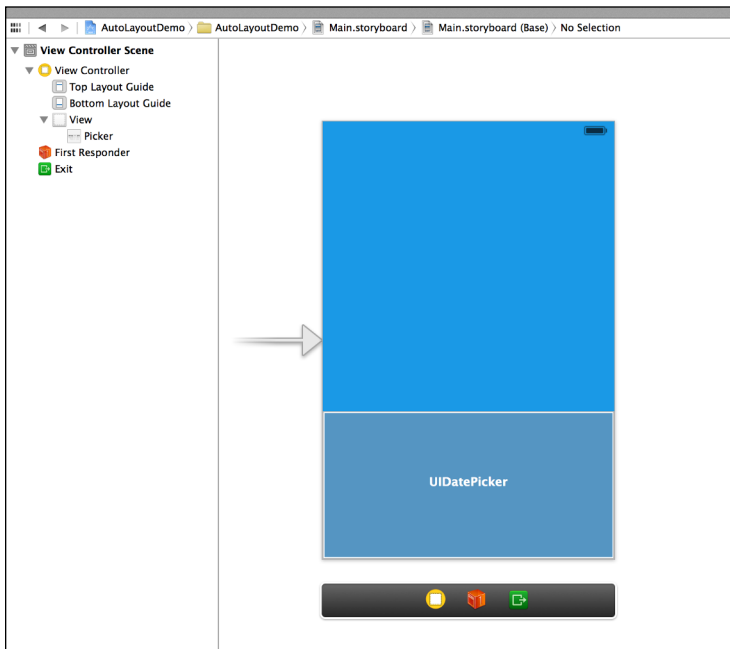 AutoLayoutDemo AutoLayoutDemo Main.storyboard Main.storyboard (Base) No Selection
View Controller Scene
View Controller
Top Layout Guide
Bottom Layout Guide
View
Picker
First Responder
Exit
UIDatePicker